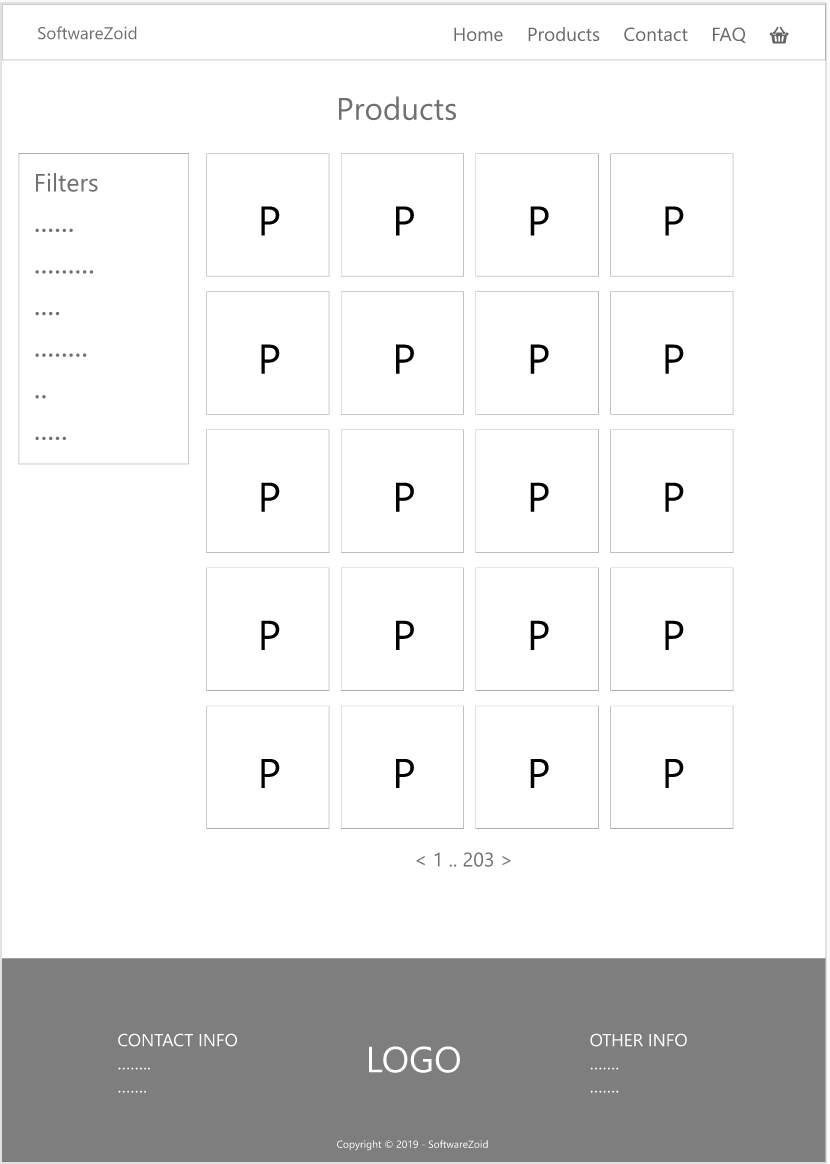 SoftwareZoid
Home Products Contact FAQ
Products
Filters
......
.........
....
........
..
.....
P P P P
P P P P
P P P P
P P P P
P P P P
< 1 .. 203 >
CONTACT INFO
........
.......
LOGO
OTHER INFO
.......
.......
Copyright © 2019 - SoftwareZoid